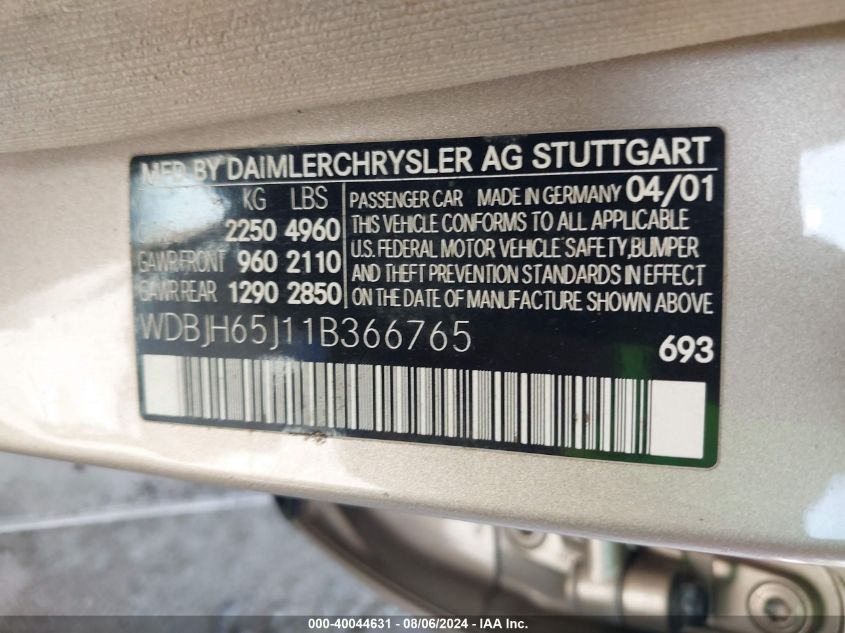 MFD BY DAIMLERCHRYSLER AG STUTTGART
KG LBS
2250 4960
GAWR FRONT 960 2110
GAWR REAR 1290 2850
PASSENGER CAR MADE IN GERMANY 04/01
THIS VEHICLE CONFORMS TO ALL APPLICABLE
U.S. FEDERAL MOTOR VEHICLE SAFETY, BUMPER
AND THEFT PREVENTION STANDARDS IN EFFECT
ON THE DATE OF MANUFACTURE SHOWN ABOVE
WDBJH65J11B366765
693
000-40044631 - 08/06/2024 - IAA Inc.